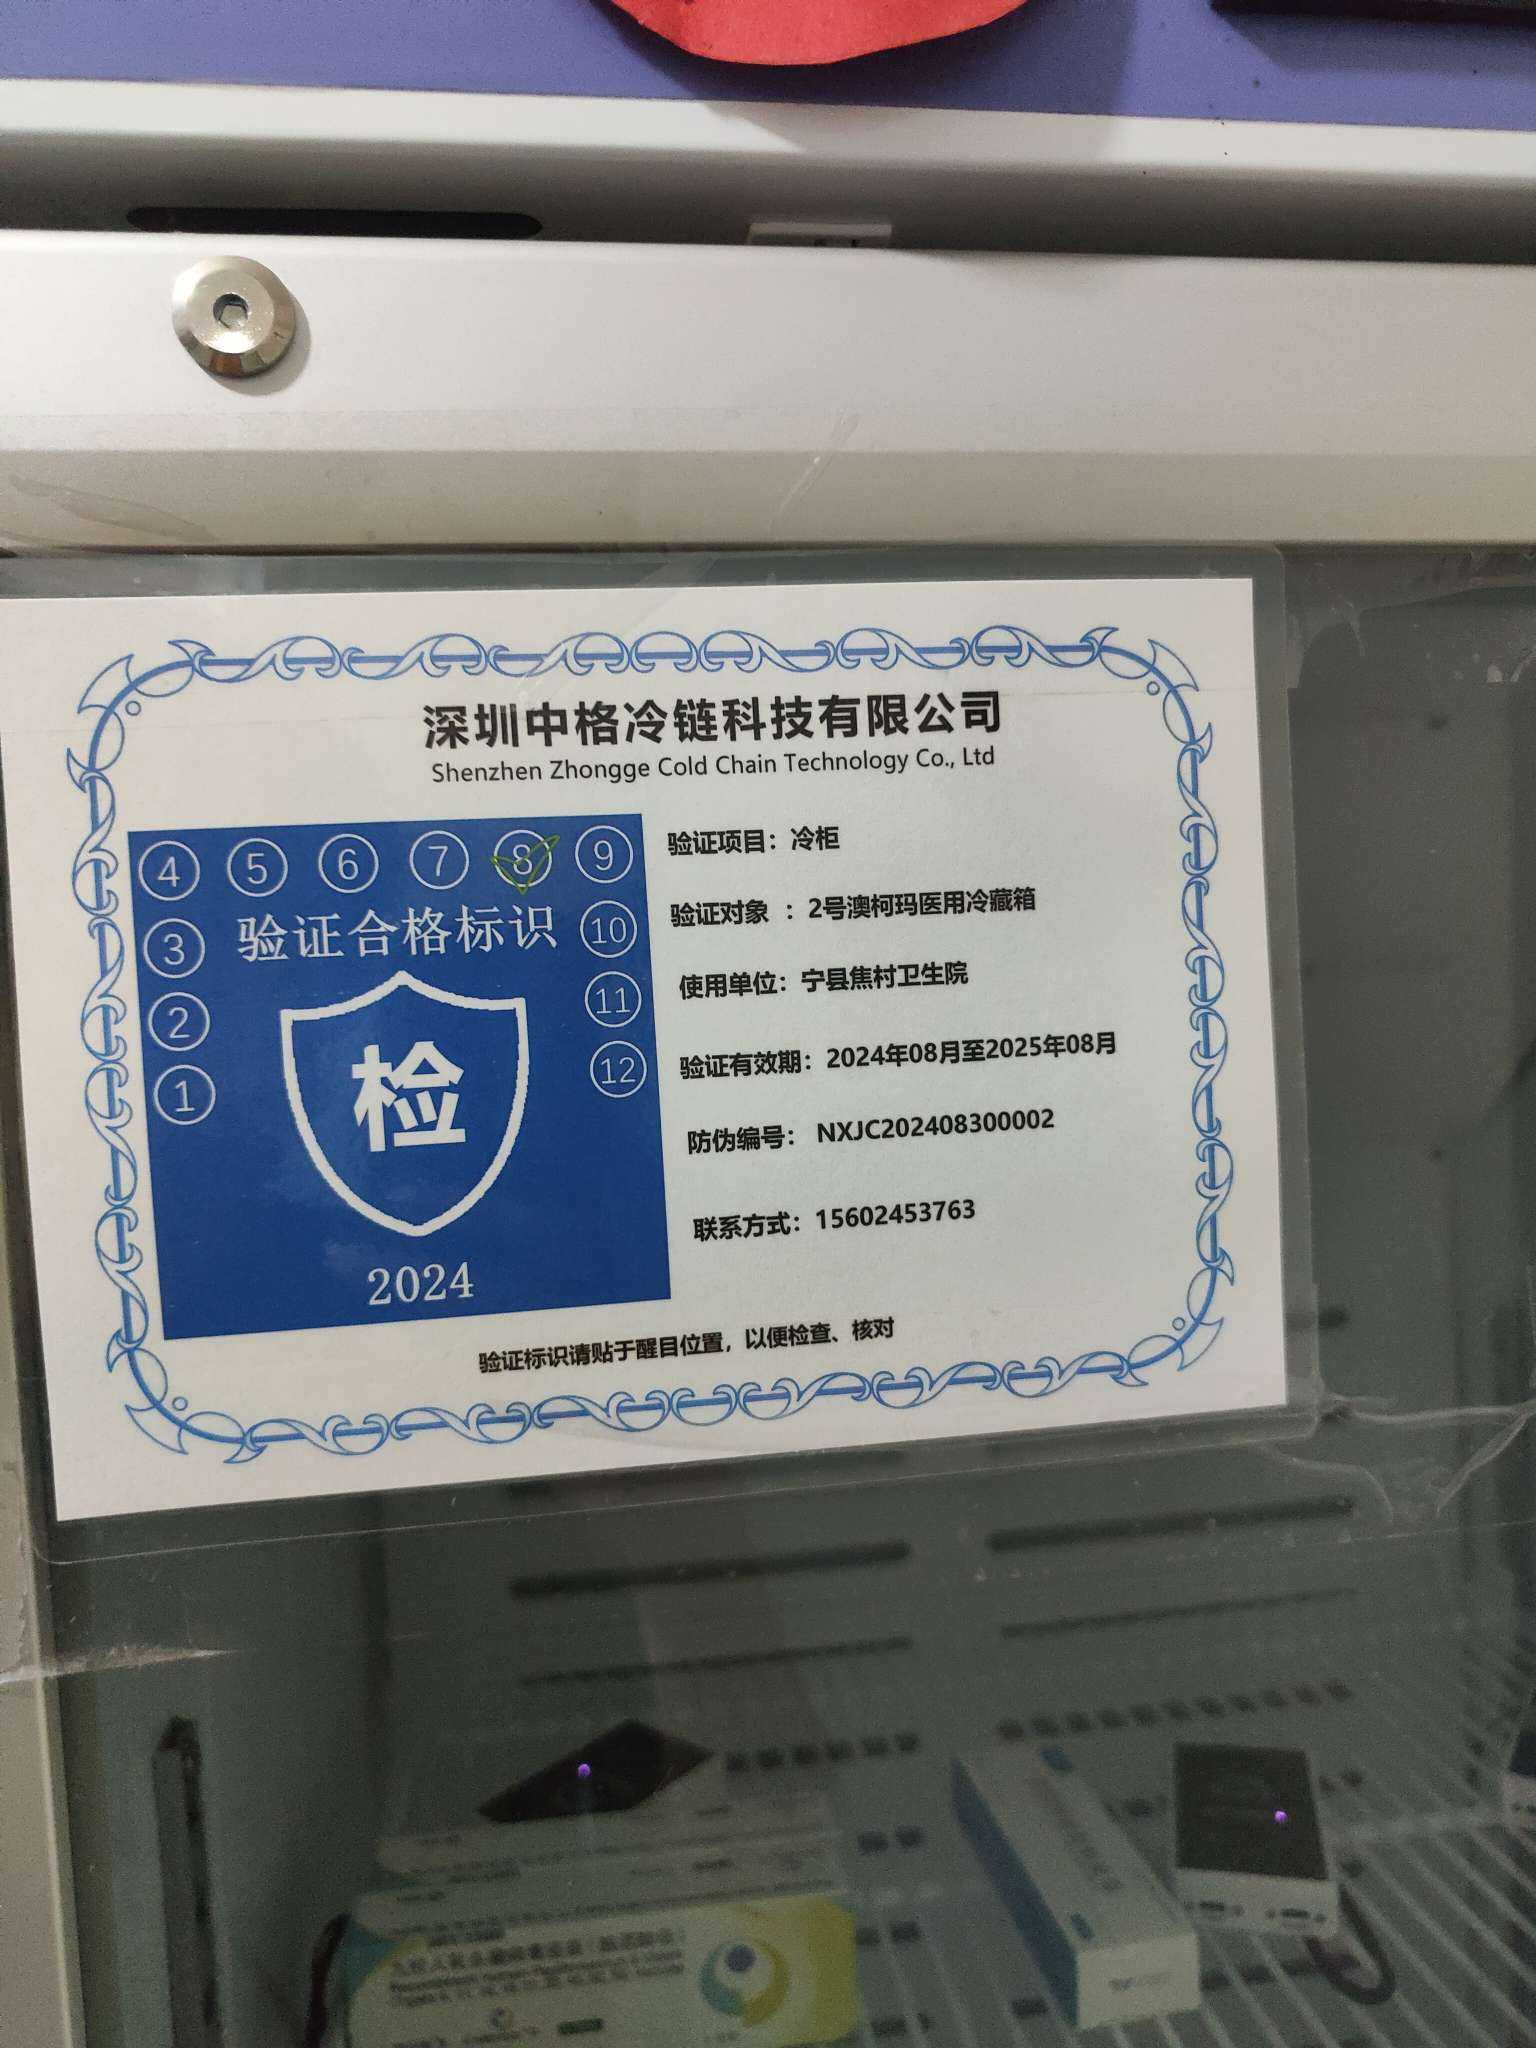 深圳中格冷链科技有限公司
Shenzhen Zhongge Cold Chain Technology Co., Ltd
4 5 6 7 8 9
3 10
2 11
1 12
验证合格标识
检
2024
验证项目：冷柜
验证对象 ：2号澳柯玛医用冷藏箱
使用单位：宁县焦村卫生院
验证有效期：2024年08月至2025年08月
防伪编号： NXJC202408300002
联系方式：15602453763
验证标识请贴于醒目位置，以便检查、核对